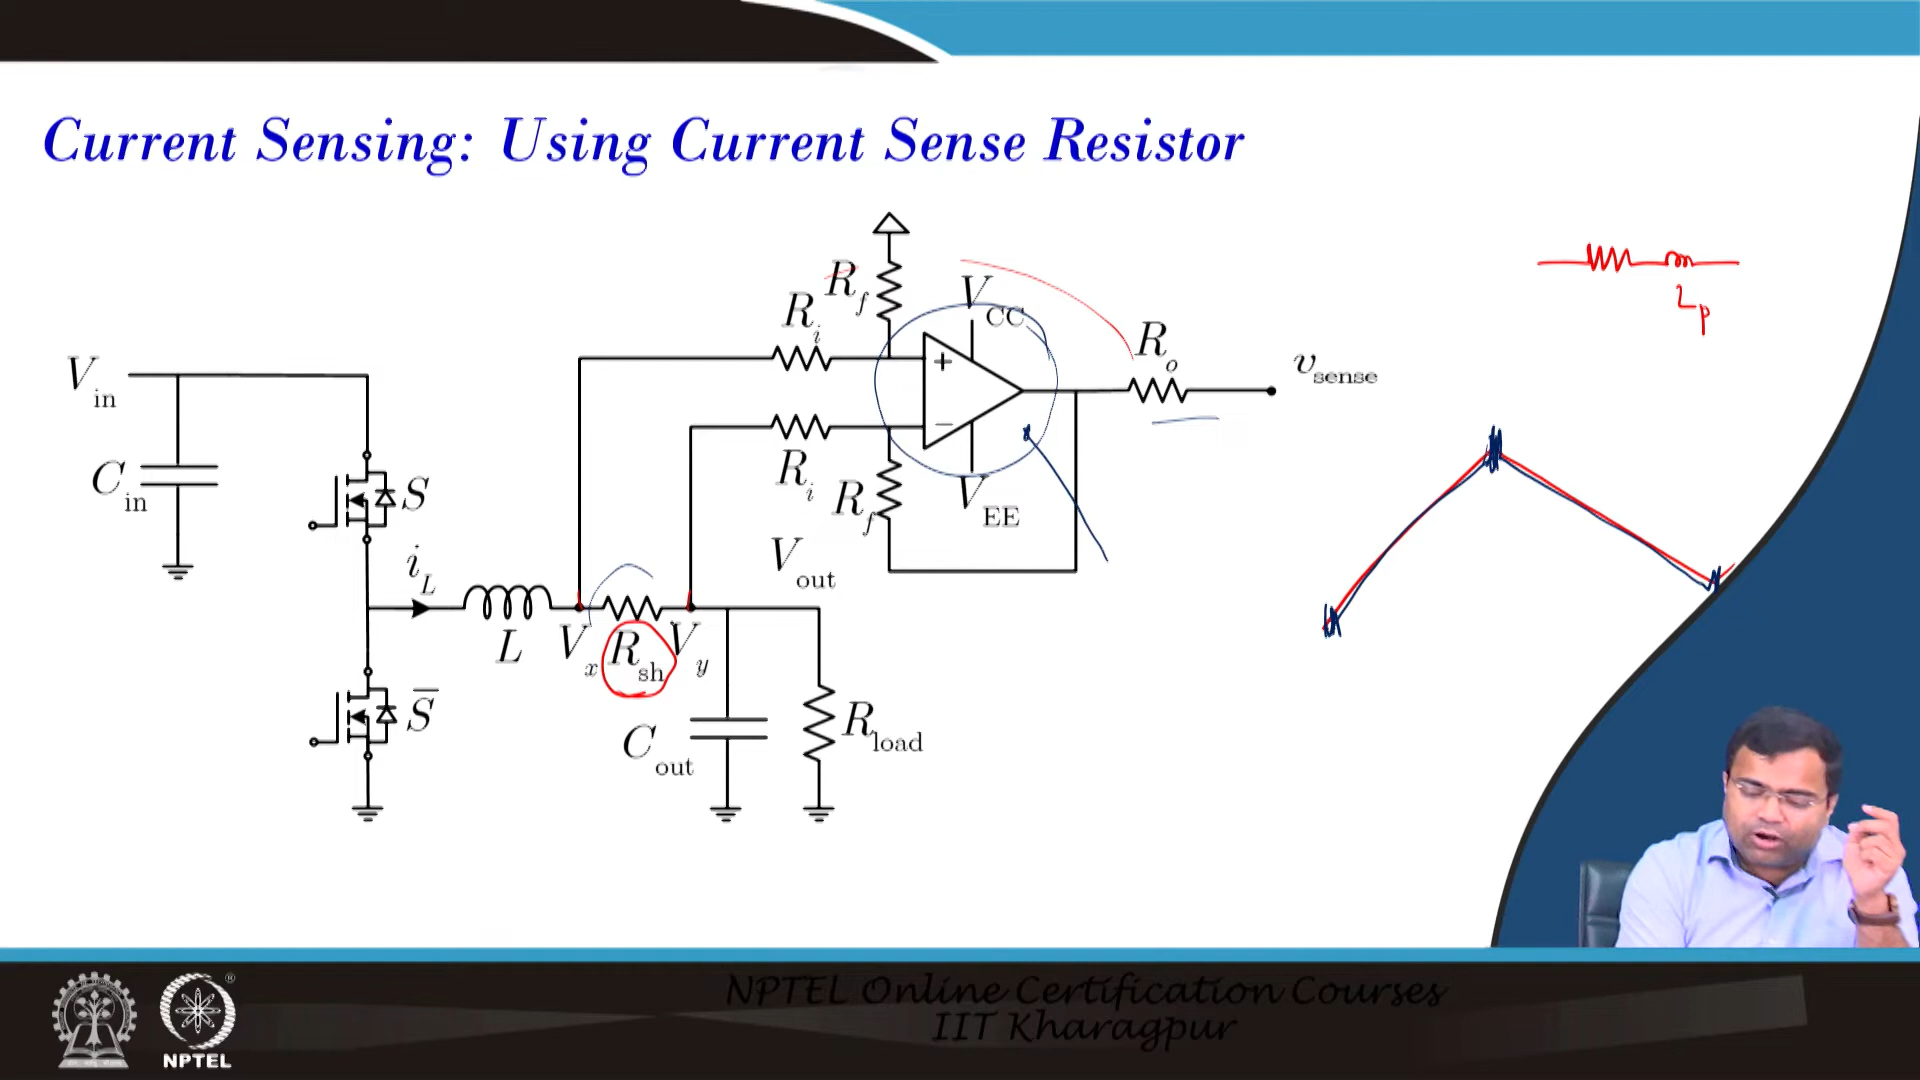 Current Sensing: Using Current Sense Resistor
R_f
V_CC
R_i
R_o
v_sense
L_p
V_in
+
−
C_in
S
R_i
R_f
V_EE
i_L
V_out
L
V_x
R_sh
V_y
S̅
C_out
R_load
NPTEL Online Certification Courses
IIT Kharagpur
®
NPTEL